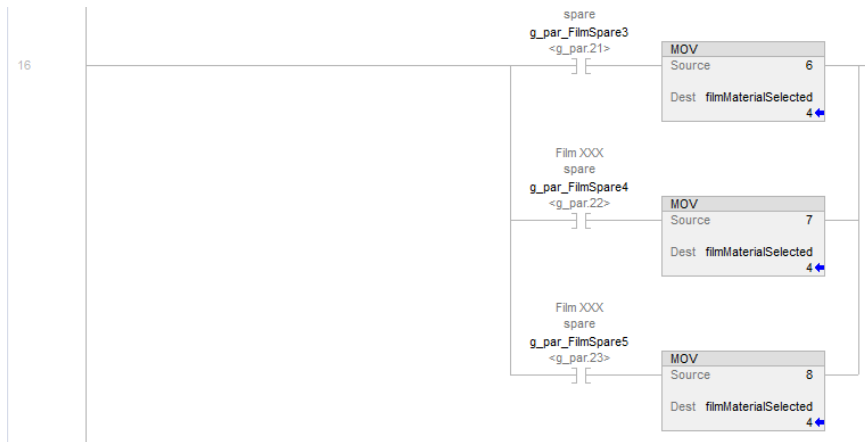 spare
g_par_FilmSpare3
<g_par.21>
16
MOV
Source 6
Dest filmMaterialSelected
4
Film XXX
spare
g_par_FilmSpare4
<g_par.22>
MOV
Source 7
Dest filmMaterialSelected
4
Film XXX
spare
g_par_FilmSpare5
<g_par.23>
MOV
Source 8
Dest filmMaterialSelected
4